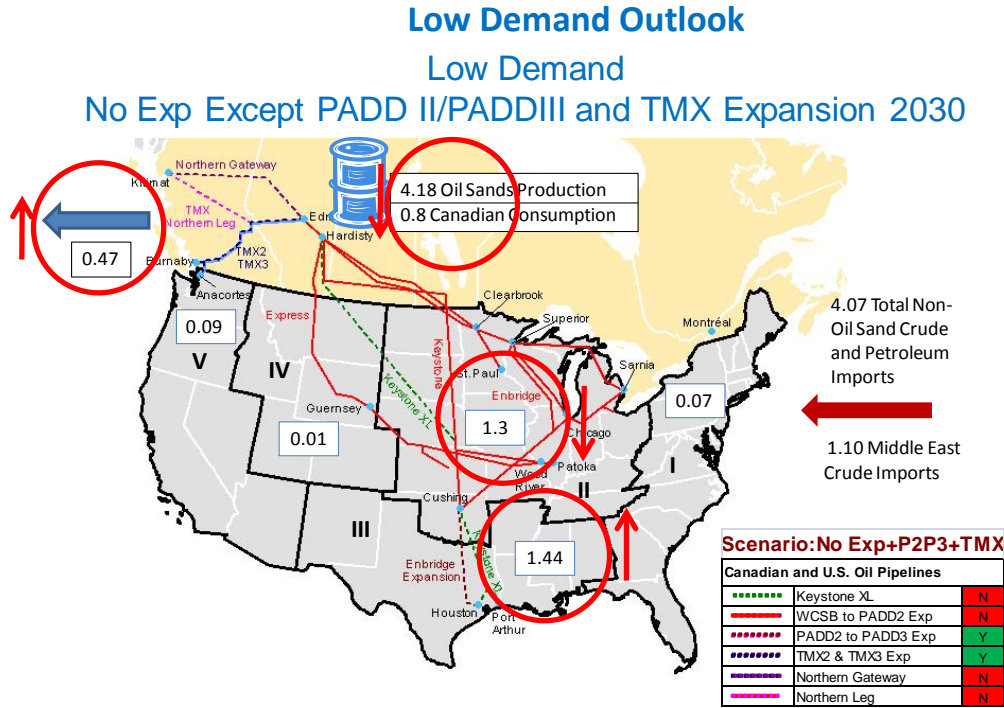 Low Demand Outlook
Low Demand
No Exp Except PADD II/PADDIII and TMX Expansion 2030
Northern Gateway
Kitimat
TMX
Northern Leg
4.18 Oil Sands Production
0.8 Canadian Consumption
Hardisty
0.47
Burnaby
TMX2
TMX3
Anacortes
Clearbrook
Superior
Montréal
4.07 Total Non-
Oil Sand Crude
and Petroleum
Imports
0.09
V
IV
Express
Keystone
Keystone XL
St.Paul
Enbridge
Sarnia
Guernsey
0.01
1.3
Chicago
0.07
1.10 Middle East
Crude Imports
Wood
River
Patoka
II
I
Cushing
III
1.44
Enbridge
Expansion
Keystone XL
Houston
Port
Arthur
Scenario:No Exp+P2P3+TMX
Canadian and U.S. Oil Pipelines
Keystone XL N
WCSB to PADD2 Exp N
PADD2 to PADD3 Exp Y
TMX2 & TMX3 Exp Y
Northern Gateway N
Northern Leg N